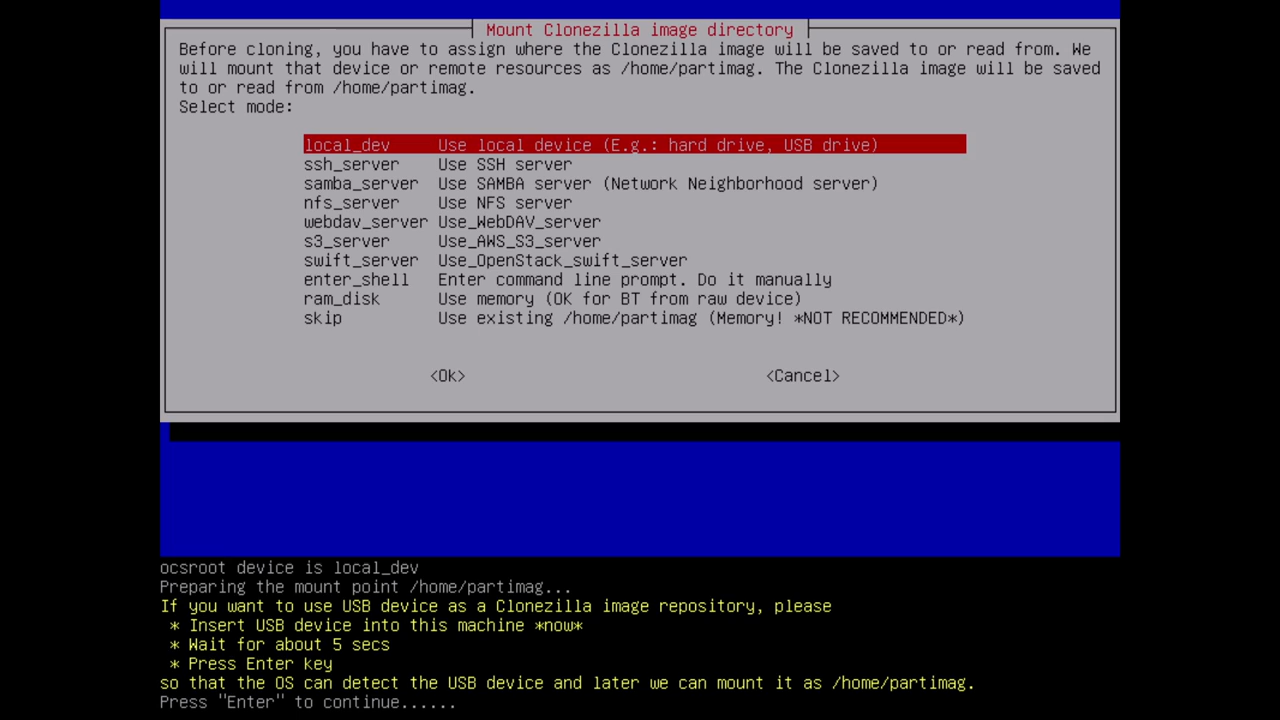 Mount Clonezilla image directory
Before cloning, you have to assign where the Clonezilla image will be saved to or read from. We
will mount that device or remote resources as /home/partimag. The Clonezilla image will be saved
to or read from /home/partimag.
Select mode:
local_dev Use local device (E.g.: hard drive, USB drive)
ssh_server Use SSH server
samba_server Use SAMBA server (Network Neighborhood server)
nfs_server Use NFS server
webdav_server Use_WebDAV_server
s3_server Use_AWS_S3_server
swift_server Use_OpenStack_swift_server
enter_shell Enter command line prompt. Do it manually
ram_disk Use memory (OK for BT from raw device)
skip Use existing /home/partimag (Memory! *NOT RECOMMENDED*)
<Ok> <Cancel>
ocsroot device is local_dev
Preparing the mount point /home/partimag...
If you want to use USB device as a Clonezilla image repository, please
* Insert USB device into this machine *now*
* Wait for about 5 secs
* Press Enter key
so that the OS can detect the USB device and later we can mount it as /home/partimag.
Press "Enter" to continue......